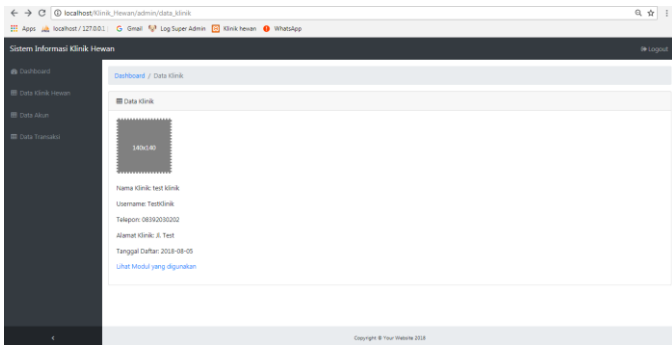 localhost/Klinik_Hewan/admin/data_klinik
Apps localhost / 127.0.0.1 Gmail Log Super Admin Klinik hewan WhatsApp
Sistem Informasi Klinik Hewan Logout
Dashboard
Data Klinik Hewan
Data Akun
Data Transaksi
Dashboard / Data Klinik
Data Klinik
140x140
Nama Klinik: test klinik
Username: TestKlinik
Telepon: 08392030202
Alamat Klinik: Jl. Test
Tanggal Daftar: 2018-08-05
Lihat Modul yang digunakan
Copyright © Your Website 2018